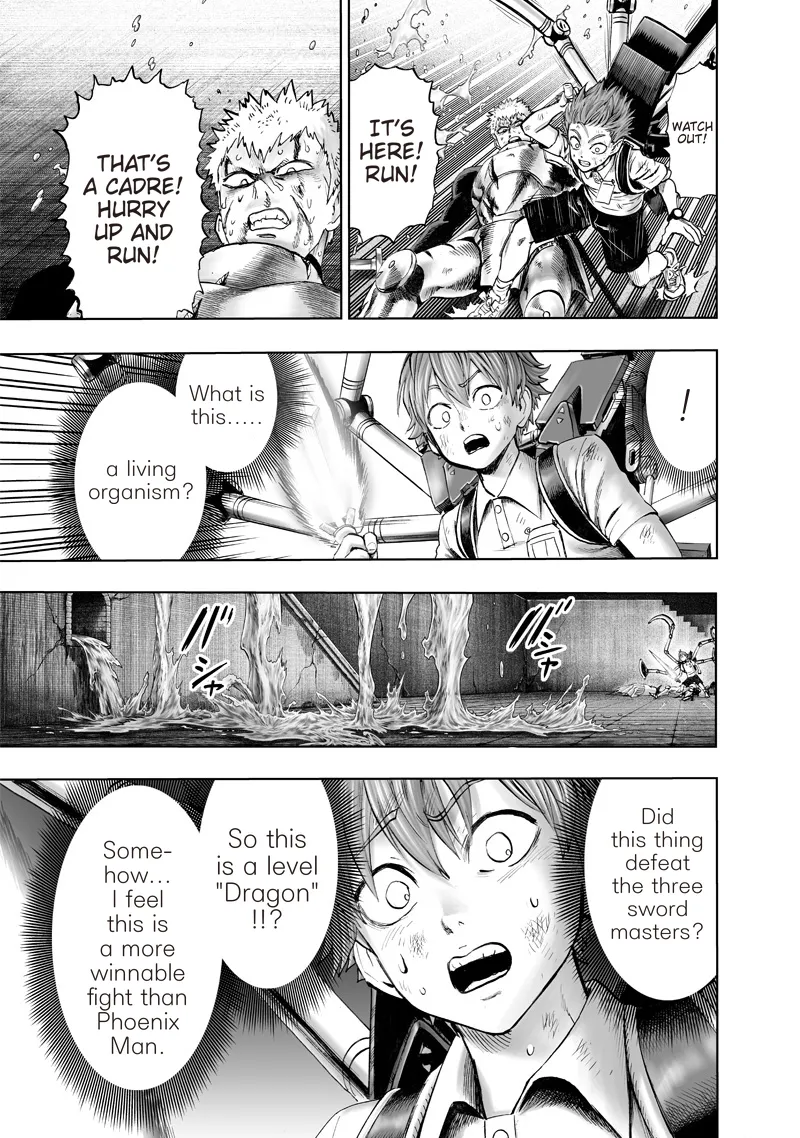 WATCH
OUT!
IT'S
HERE!
RUN!
THAT'S
A CADRE!
HURRY
UP AND
RUN!
!
What is
this.....
a living
organism?
グ
シャ
グ
シャ
Did
this thing
defeat
the three
sword
masters?
So this
is a level
"Dragon"
!!?
Some-
how...
I feel
this is
a more
winnable
fight than
Phoenix
Man.